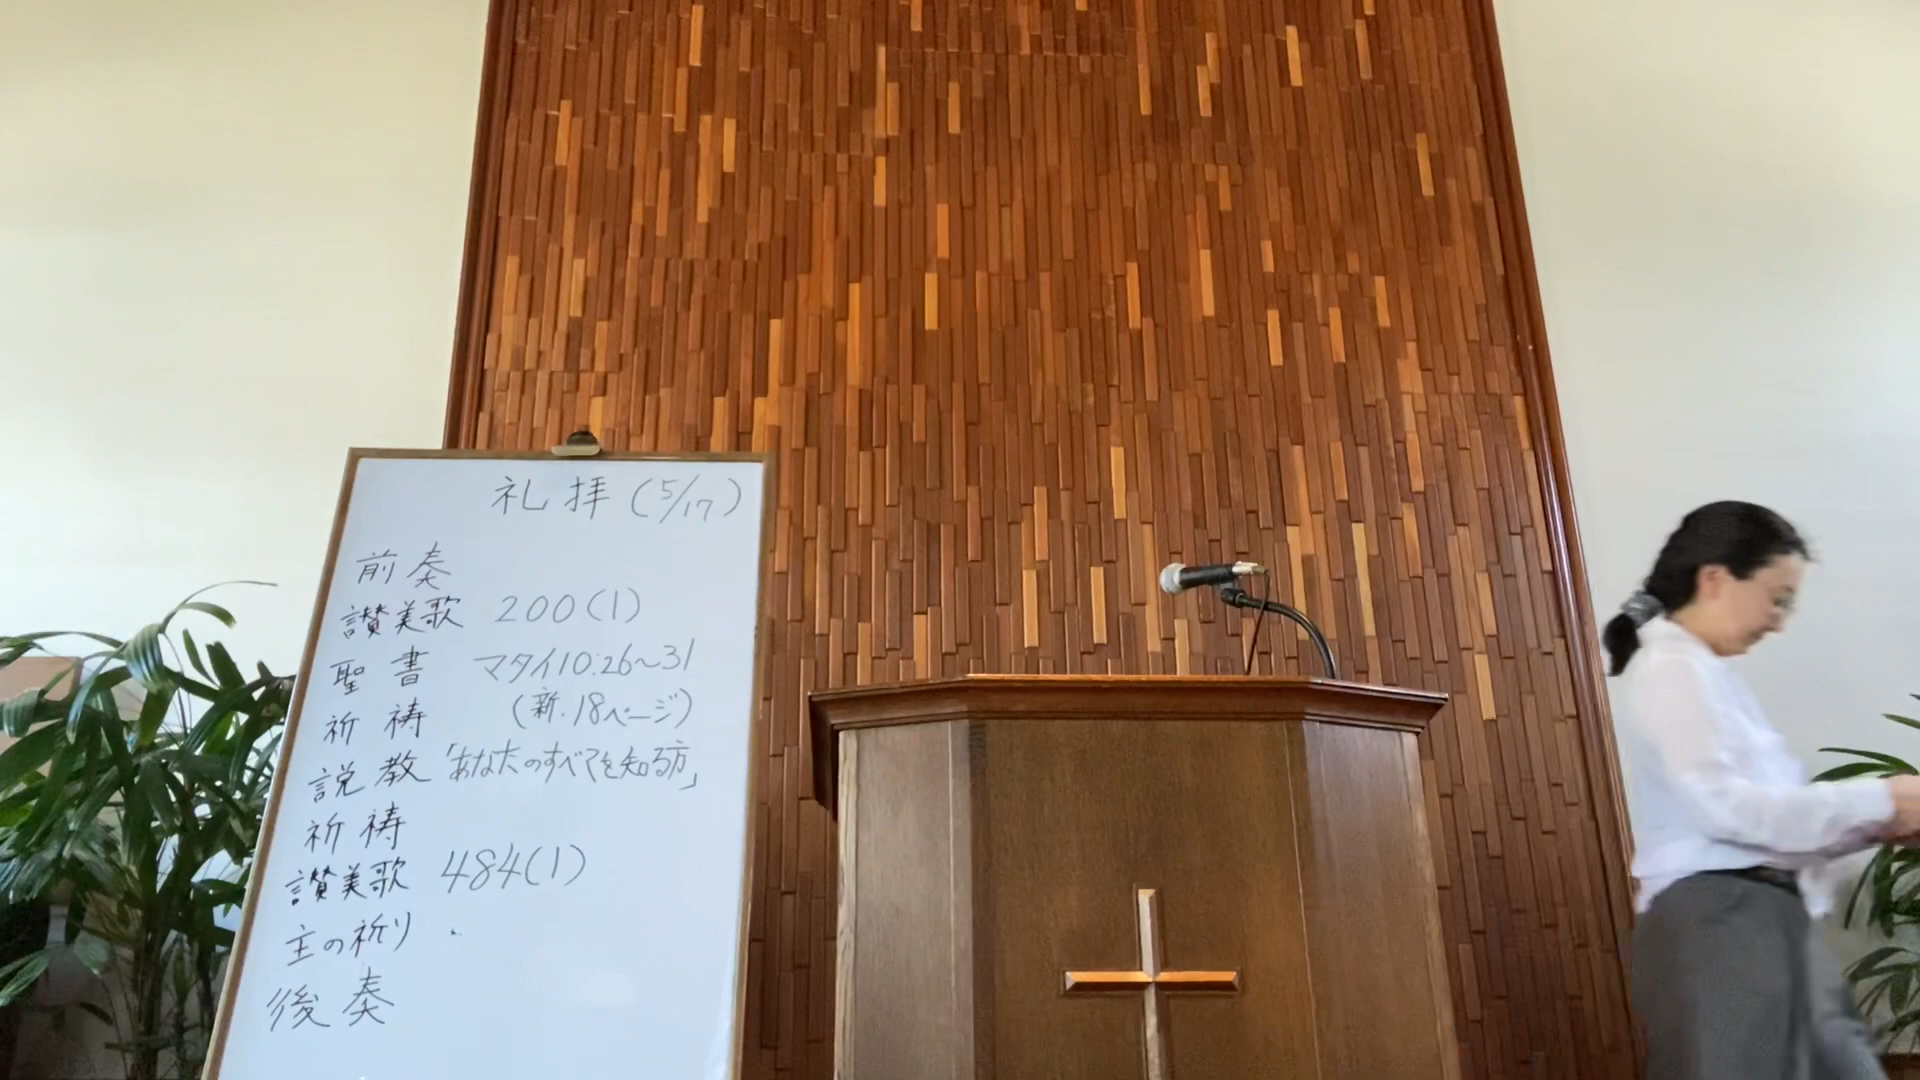 礼拝(5/17)
前奏
讃美歌 200(1)
聖書 マタイ10:26~31
祈祷 (新.18ページ)
説教「あなたのすべてを知る方」
祈祷
讃美歌 484(1)
主の祈り
後奏